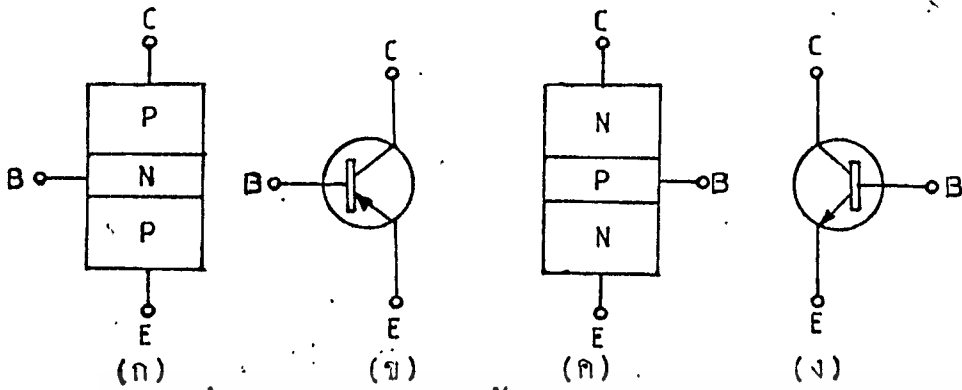 C C C C
P N
B N B P B B
P N
E E E E
(ก) (ข) (ค) (ง)